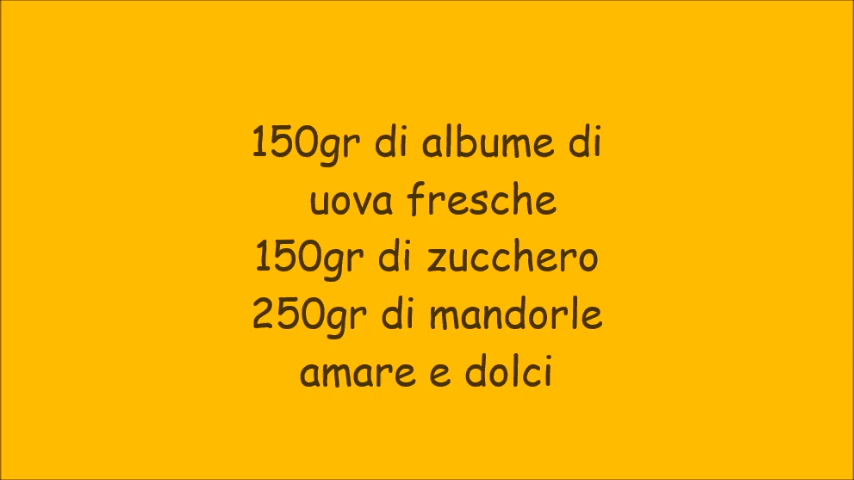 150gr di albume di
uova fresche
150gr di zucchero
250gr di mandorle
amare e dolci